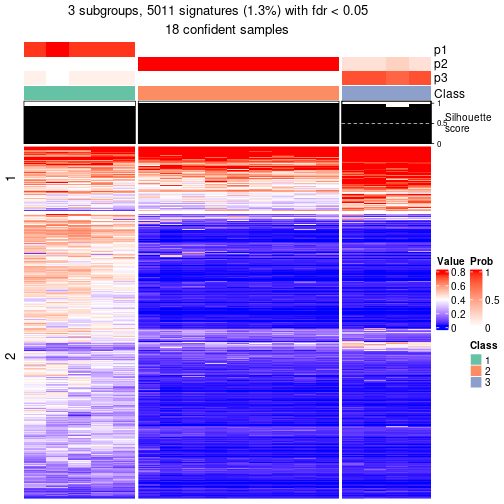 3 subgroups, 5011 signatures (1.3%) with fdr < 0.05
18 confident samples
p1
p2
p3
Class
1
0.5
0
Silhouette
score
1
2
Value
0.8
0.6
0.4
0.2
0
Prob
1
0.5
0
Class
1
2
3